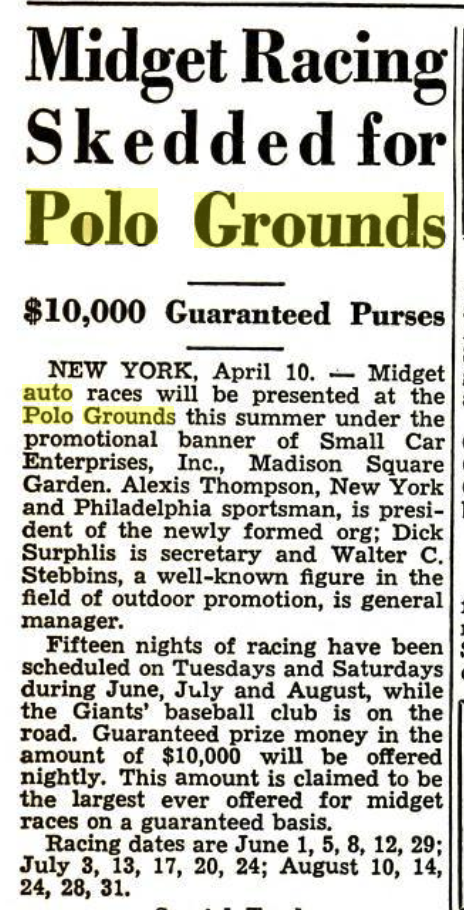 Midget Racing
Skedded for
Polo Grounds
$10,000 Guaranteed Purses
NEW YORK, April 10. — Midget
auto races will be presented at the
Polo Grounds this summer under the
promotional banner of Small Car
Enterprises, Inc., Madison Square
Garden. Alexis Thompson, New York
and Philadelphia sportsman, is presi-
dent of the newly formed org; Dick
Surphlis is secretary and Walter C.
Stebbins, a well-known figure in the
field of outdoor promotion, is general
manager.
Fifteen nights of racing have been
scheduled on Tuesdays and Saturdays
during June, July and August, while
the Giants' baseball club is on the
road. Guaranteed prize money in the
amount of $10,000 will be offered
nightly. This amount is claimed to be
the largest ever offered for midget
races on a guaranteed basis.
Racing dates are June 1, 5, 8, 12, 29;
July 3, 13, 17, 20, 24; August 10, 14,
24, 28, 31.